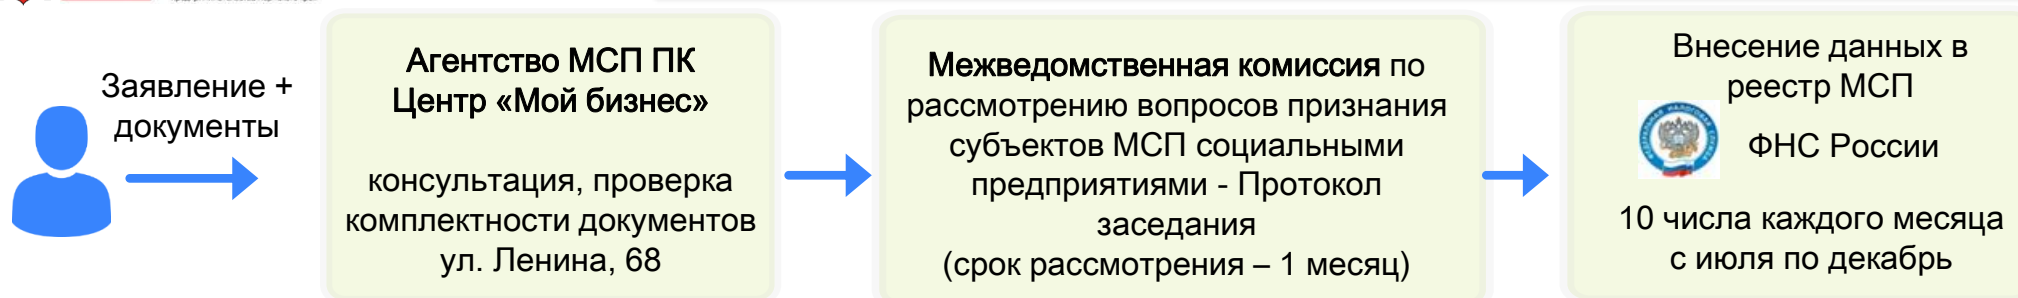 Заявление +
документы
Агентство МСП ПК
Центр «Мой бизнес»
консультация, проверка
комплектности документов
ул. Ленина, 68
Межведомственная комиссия по
рассмотрению вопросов признания
субъектов МСП социальными
предприятиями - Протокол
заседания
(срок рассмотрения – 1 месяц)
Внесение данных в
реестр МСП
ФНС России
10 числа каждого месяца
с июля по декабрь